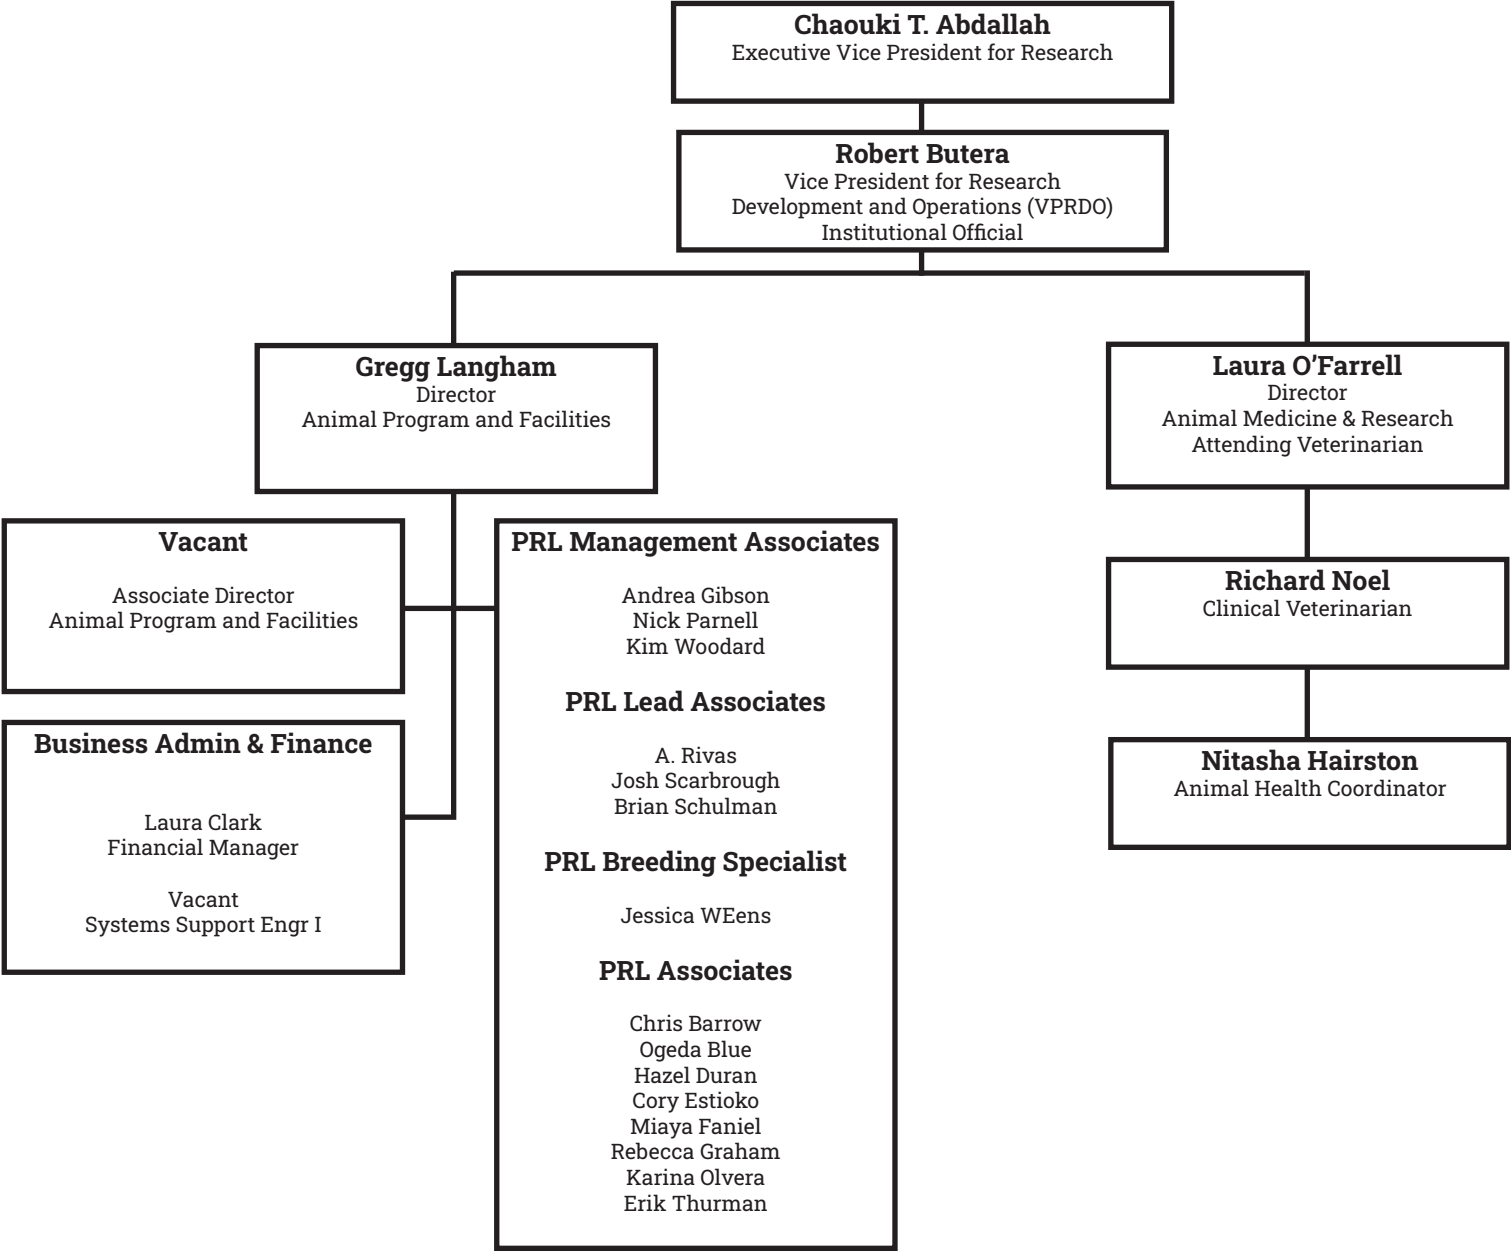 Chaouki T. Abdallah
Executive Vice President for Research
Robert Butera
Vice President for Research
Development and Operations (VPRDO)
Institutional Official
Gregg Langham
Director
Animal Program and Facilities
Laura O’Farrell
Director
Animal Medicine & Research
Attending Veterinarian
Vacant
Associate Director
Animal Program and Facilities
Business Admin & Finance
Laura Clark
Financial Manager
Vacant
Systems Support Engr I
PRL Management Associates
Andrea Gibson
Nick Parnell
Kim Woodard
PRL Lead Associates
A. Rivas
Josh Scarbrough
Brian Schulman
PRL Breeding Specialist
Jessica WEens
PRL Associates
Chris Barrow
Ogeda Blue
Hazel Duran
Cory Estioko
Miaya Faniel
Rebecca Graham
Karina Olvera
Erik Thurman
Richard Noel
Clinical Veterinarian
Nitasha Hairston
Animal Health Coordinator